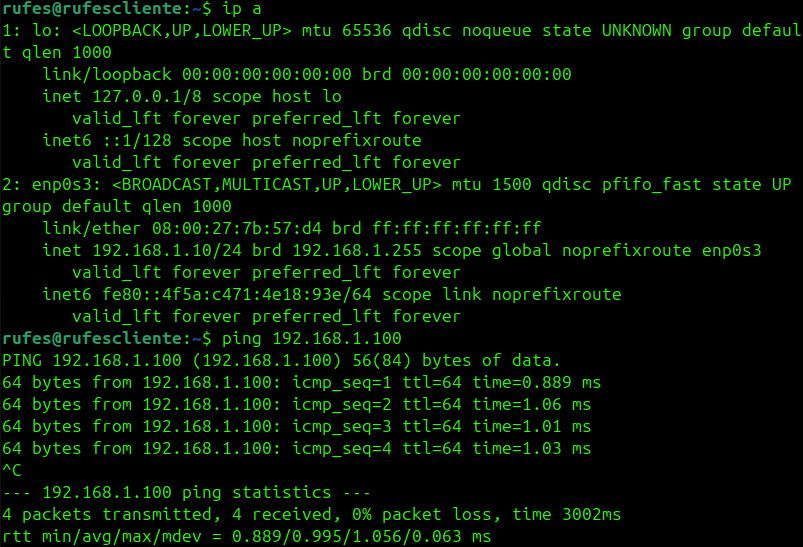 rufes@rufescliente:~$ ip a
1: lo: <LOOPBACK,UP,LOWER_UP> mtu 65536 qdisc noqueue state UNKNOWN group defaul
t qlen 1000
    link/loopback 00:00:00:00:00:00 brd 00:00:00:00:00:00
    inet 127.0.0.1/8 scope host lo
       valid_lft forever preferred_lft forever
    inet6 ::1/128 scope host noprefixroute
       valid_lft forever preferred_lft forever
2: enp0s3: <BROADCAST,MULTICAST,UP,LOWER_UP> mtu 1500 qdisc pfifo_fast state UP
group default qlen 1000
    link/ether 08:00:27:7b:57:d4 brd ff:ff:ff:ff:ff:ff
    inet 192.168.1.10/24 brd 192.168.1.255 scope global noprefixroute enp0s3
       valid_lft forever preferred_lft forever
    inet6 fe80::4f5a:c471:4e18:93e/64 scope link noprefixroute
       valid_lft forever preferred_lft forever
rufes@rufescliente:~$ ping 192.168.1.100
PING 192.168.1.100 (192.168.1.100) 56(84) bytes of data.
64 bytes from 192.168.1.100: icmp_seq=1 ttl=64 time=0.889 ms
64 bytes from 192.168.1.100: icmp_seq=2 ttl=64 time=1.06 ms
64 bytes from 192.168.1.100: icmp_seq=3 ttl=64 time=1.01 ms
64 bytes from 192.168.1.100: icmp_seq=4 ttl=64 time=1.03 ms
^C
--- 192.168.1.100 ping statistics ---
4 packets transmitted, 4 received, 0% packet loss, time 3002ms
rtt min/avg/max/mdev = 0.889/0.995/1.056/0.063 ms